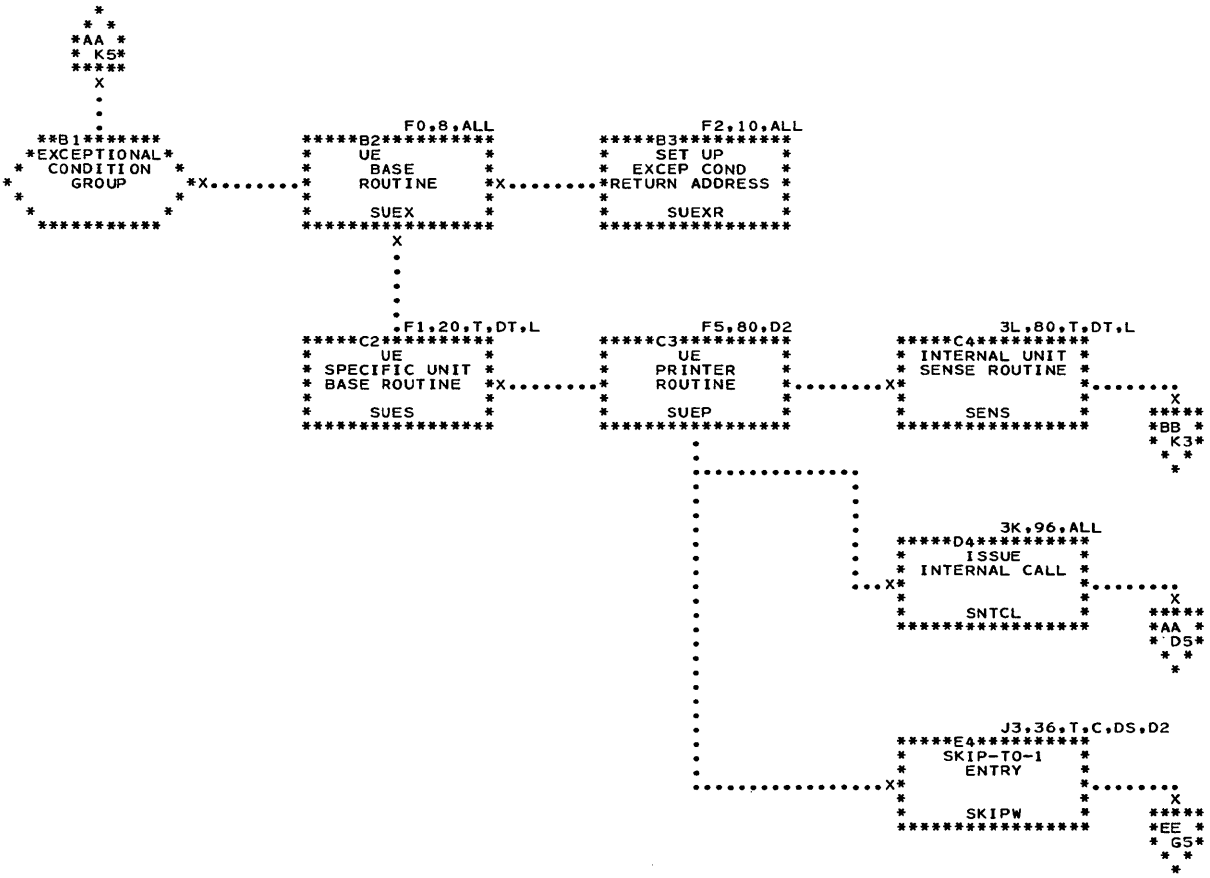 AA
K5
X
F0,8,ALL
F2,10,ALL
B1
B2
B3
EXCEPTIONAL
CONDITION
GROUP
X
UE
BASE
ROUTINE
SUEX
X
SET UP
EXCEP COND
RETURN ADDRESS
SUEXR
X
F1,20,T,DT,L
F5,80,D2
3L,80,T,DT,L
C2
C3
C4
UE
SPECIFIC UNIT
BASE ROUTINE
SUES
X
UE
PRINTER
ROUTINE
SUEP
X
INTERNAL UNIT
SENSE ROUTINE
SENS
X
BB
K3
3K,96,ALL
D4
ISSUE
INTERNAL CALL
X
SNTCL
X
AA
D5
J3,36,T,C,DS,D2
E4
SKIP-TO-1
ENTRY
X
SKIPW
X
EE
G5